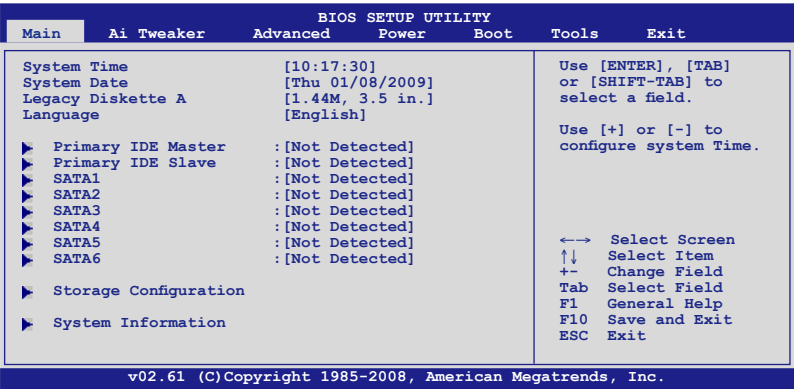 BIOS SETUP UTILITY
Main Ai Tweaker Advanced Power Boot Tools Exit
System Time [10:17:30]
System Date [Thu 01/08/2009]
Legacy Diskette A [1.44M, 3.5 in.]
Language [English]
Primary IDE Master :[Not Detected]
Primary IDE Slave :[Not Detected]
SATA1 :[Not Detected]
SATA2 :[Not Detected]
SATA3 :[Not Detected]
SATA4 :[Not Detected]
SATA5 :[Not Detected]
SATA6 :[Not Detected]
Storage Configuration
System Information
Use [ENTER], [TAB]
or [SHIFT-TAB] to
select a field.
Use [+] or [-] to
configure system Time.
←→ Select Screen
↑↓ Select Item
+- Change Field
Tab Select Field
F1 General Help
F10 Save and Exit
ESC Exit
v02.61 (C)Copyright 1985-2008, American Megatrends, Inc.